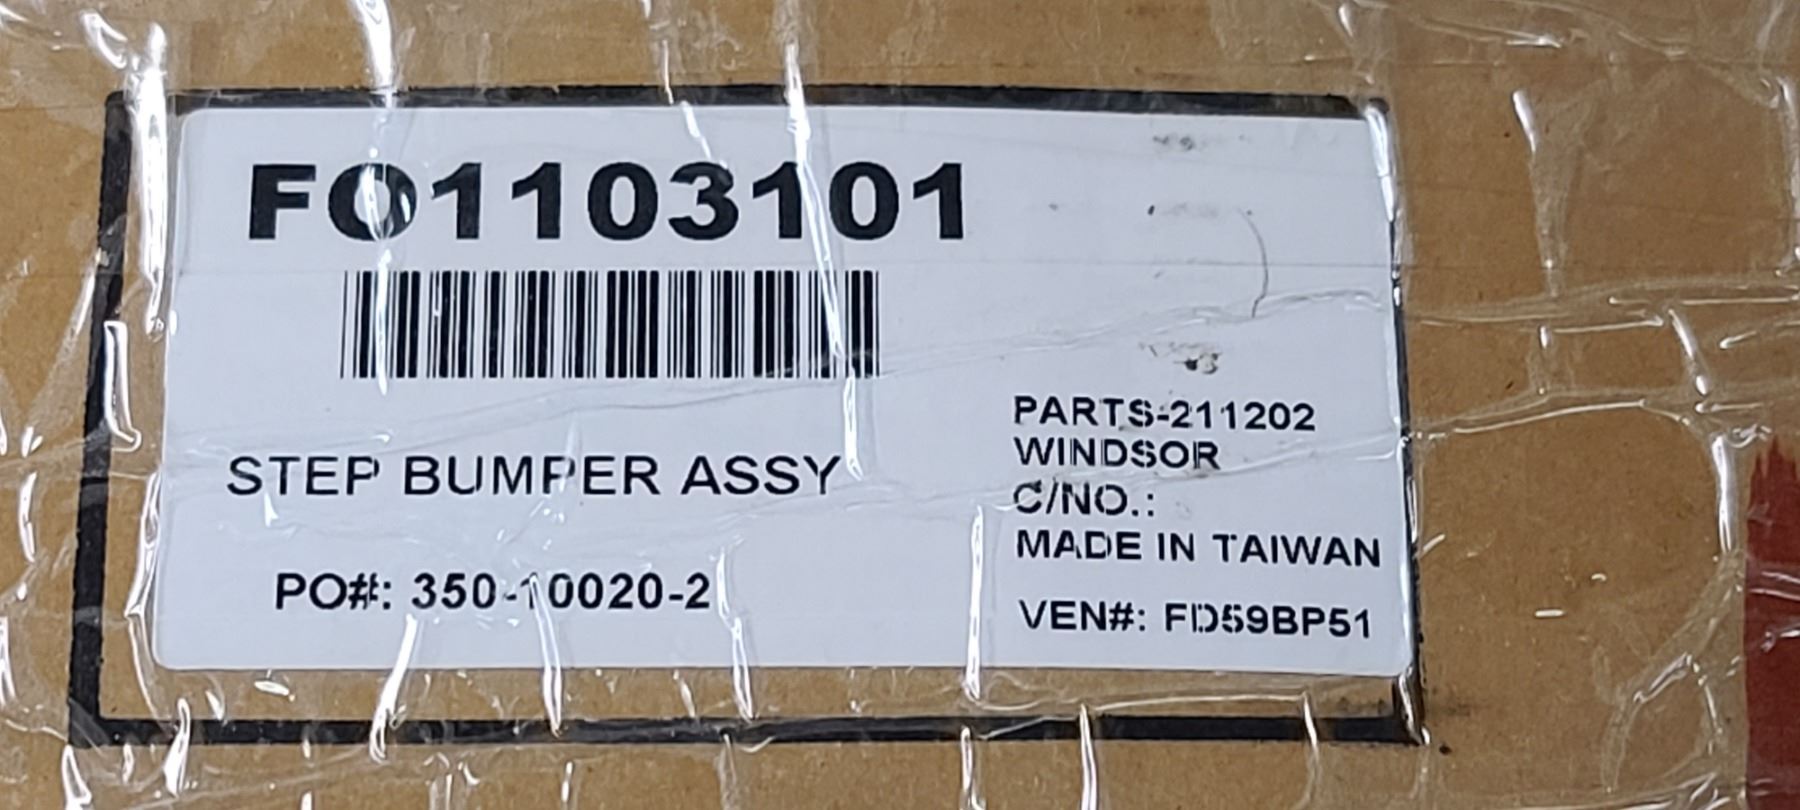 FO1103101
STEP BUMPER ASSY
PO#: 350-10020-2
PARTS-211202
WINDSOR
C/NO.:
MADE IN TAIWAN
VEN#: FD59BP51